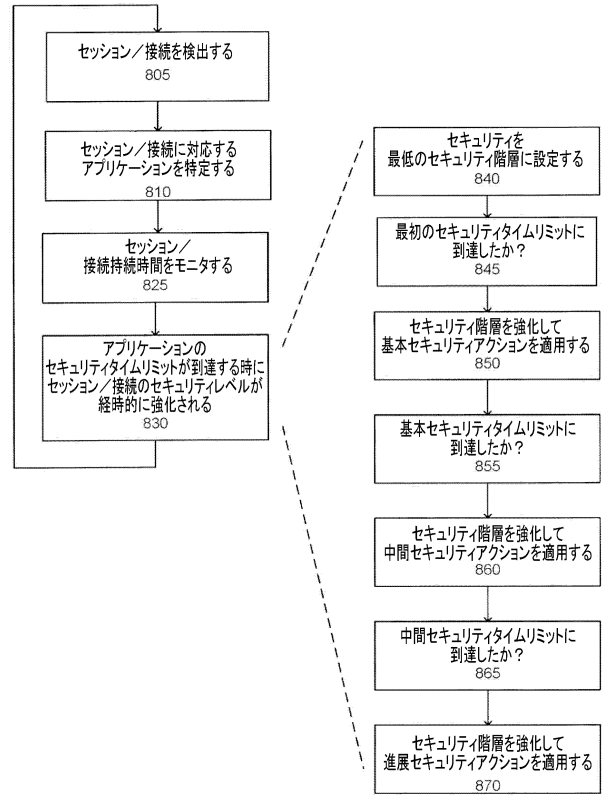 セッション/接続を検出する
805
セッション/接続に対応する
アプリケーションを特定する
810
セッション/
接続持続時間をモニタする
825
アプリケーションの
セキュリティタイムリミットが到達する時に
セッション/接続のセキュリティレベルが
経時的に強化される
830
セキュリティを
最低のセキュリティ階層に設定する
840
最初のセキュリティタイムリミットに
到達したか?
845
セキュリティ階層を強化して
基本セキュリティアクションを適用する
850
基本セキュリティタイムリミットに
到達したか?
855
セキュリティ階層を強化して
中間セキュリティアクションを適用する
860
中間セキュリティタイムリミットに
到達したか?
865
セキュリティ階層を強化して
進展セキュリティアクションを適用する
870